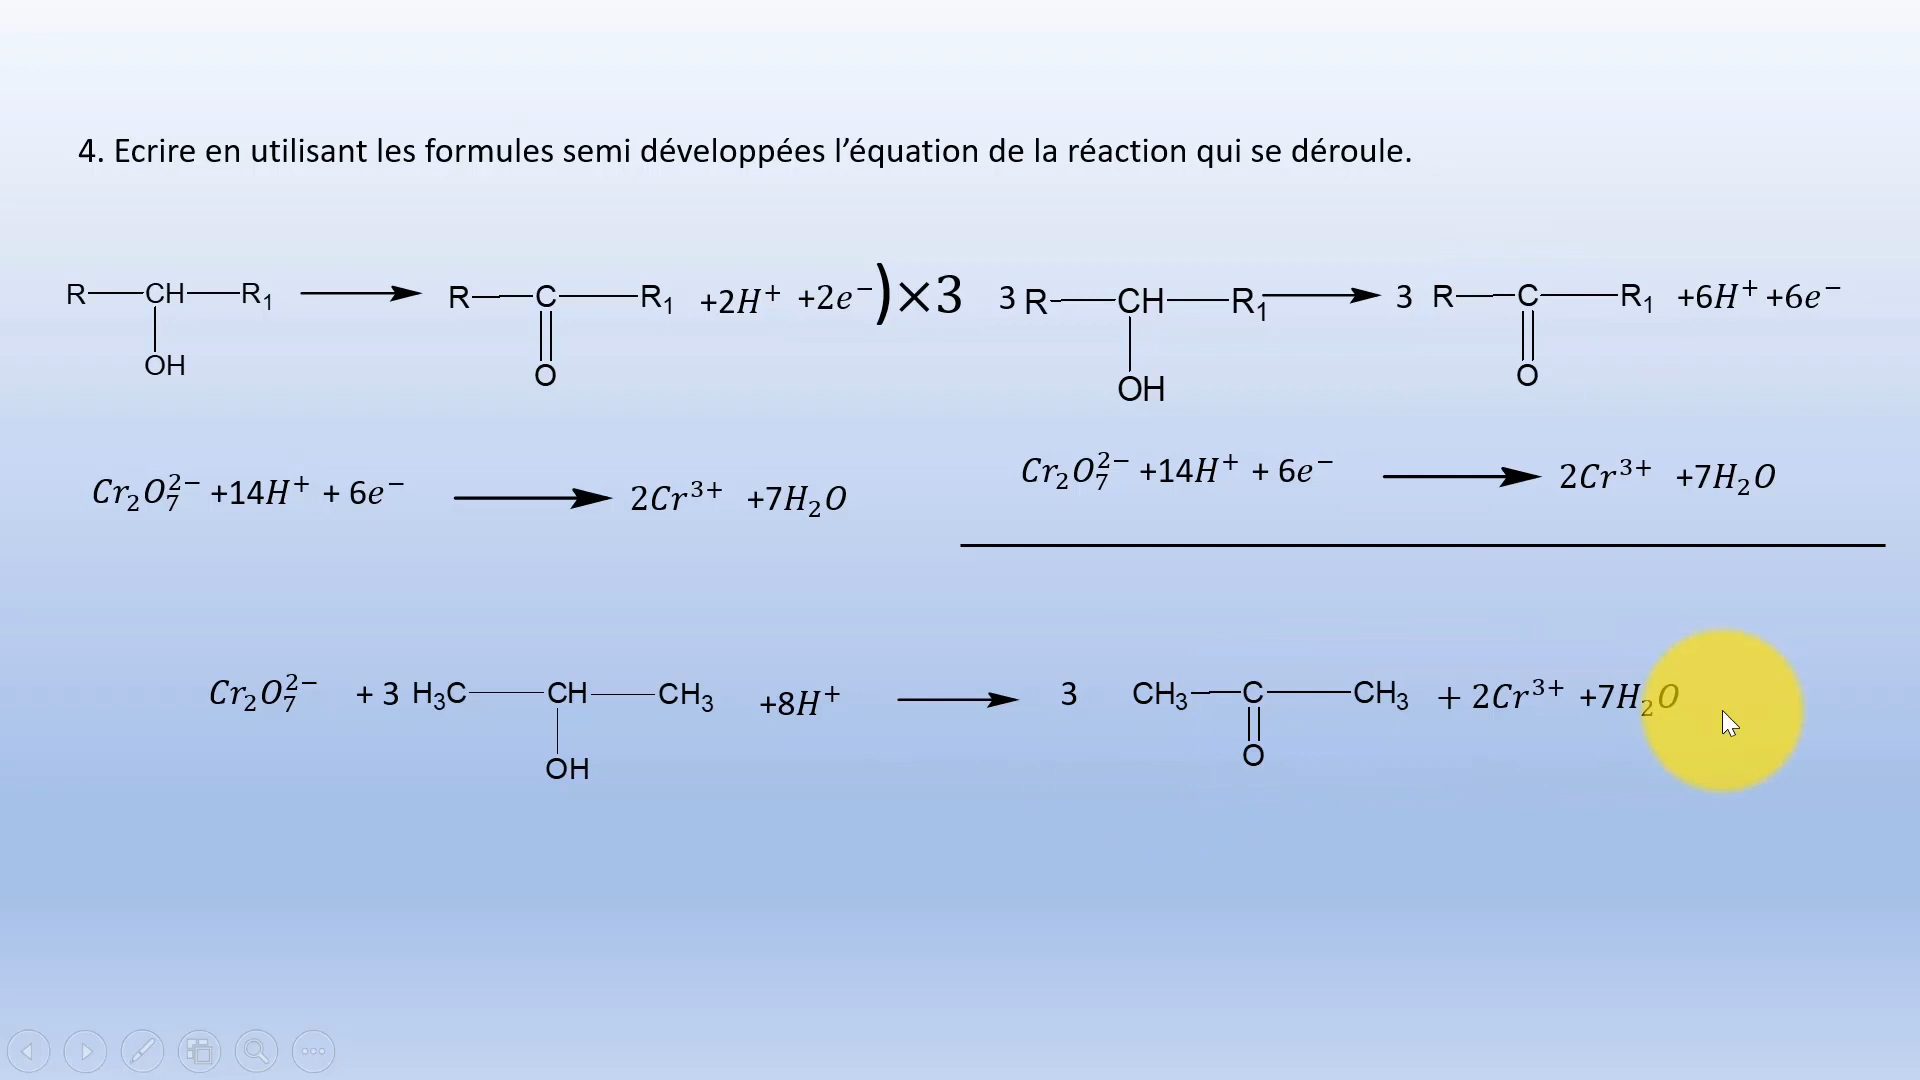 4. Ecrire en utilisant les formules semi développées l’équation de la réaction qui se déroule.
R—CH—R₁ ⟶ R—C—R₁ +2H⁺ +2e⁻)×3
OH O
3 R—CH—R₁ ⟶ 3 R—C—R₁ +6H⁺ +6e⁻
OH O
Cr₂O₇²⁻ +14H⁺ + 6e⁻ ⟶ 2Cr³⁺ +7H₂O
Cr₂O₇²⁻ +14H⁺ + 6e⁻ ⟶ 2Cr³⁺ +7H₂O
Cr₂O₇²⁻ + 3 H₃C—CH—CH₃ +8H⁺ ⟶ 3 CH₃—C—CH₃ + 2Cr³⁺ +7H₂O
OH O